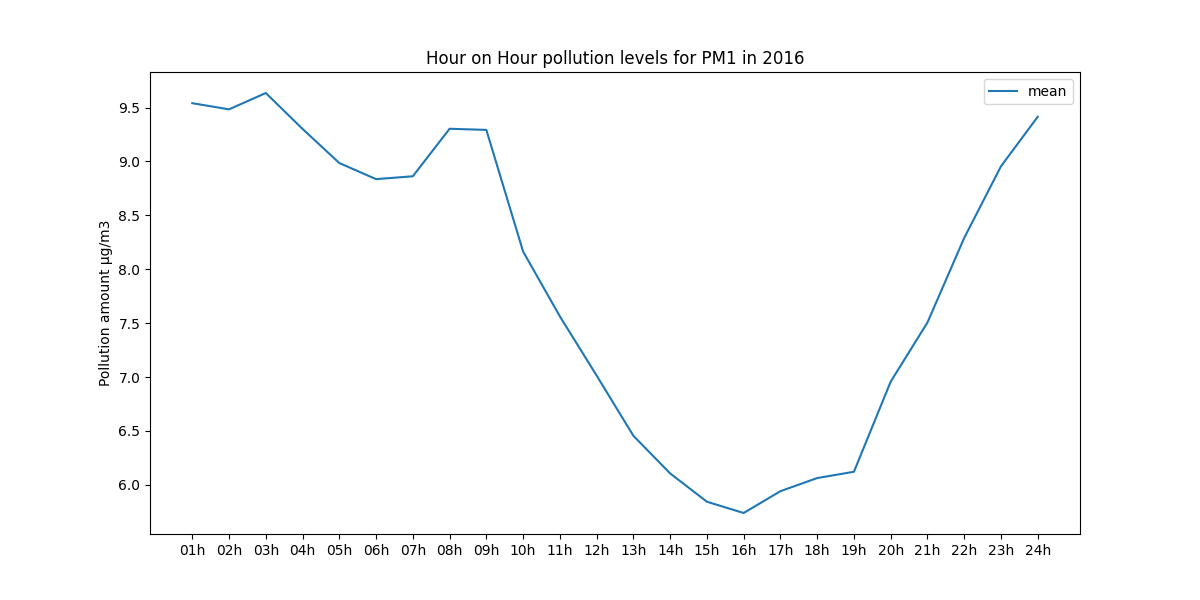 Hour on Hour pollution levels for PM1 in 2016
mean
Pollution amount µg/m3
9.5
9.0
8.5
8.0
7.5
7.0
6.5
6.0
01h 02h 03h 04h 05h 06h 07h 08h 09h 10h 11h 12h 13h 14h 15h 16h 17h 18h 19h 20h 21h 22h 23h 24h